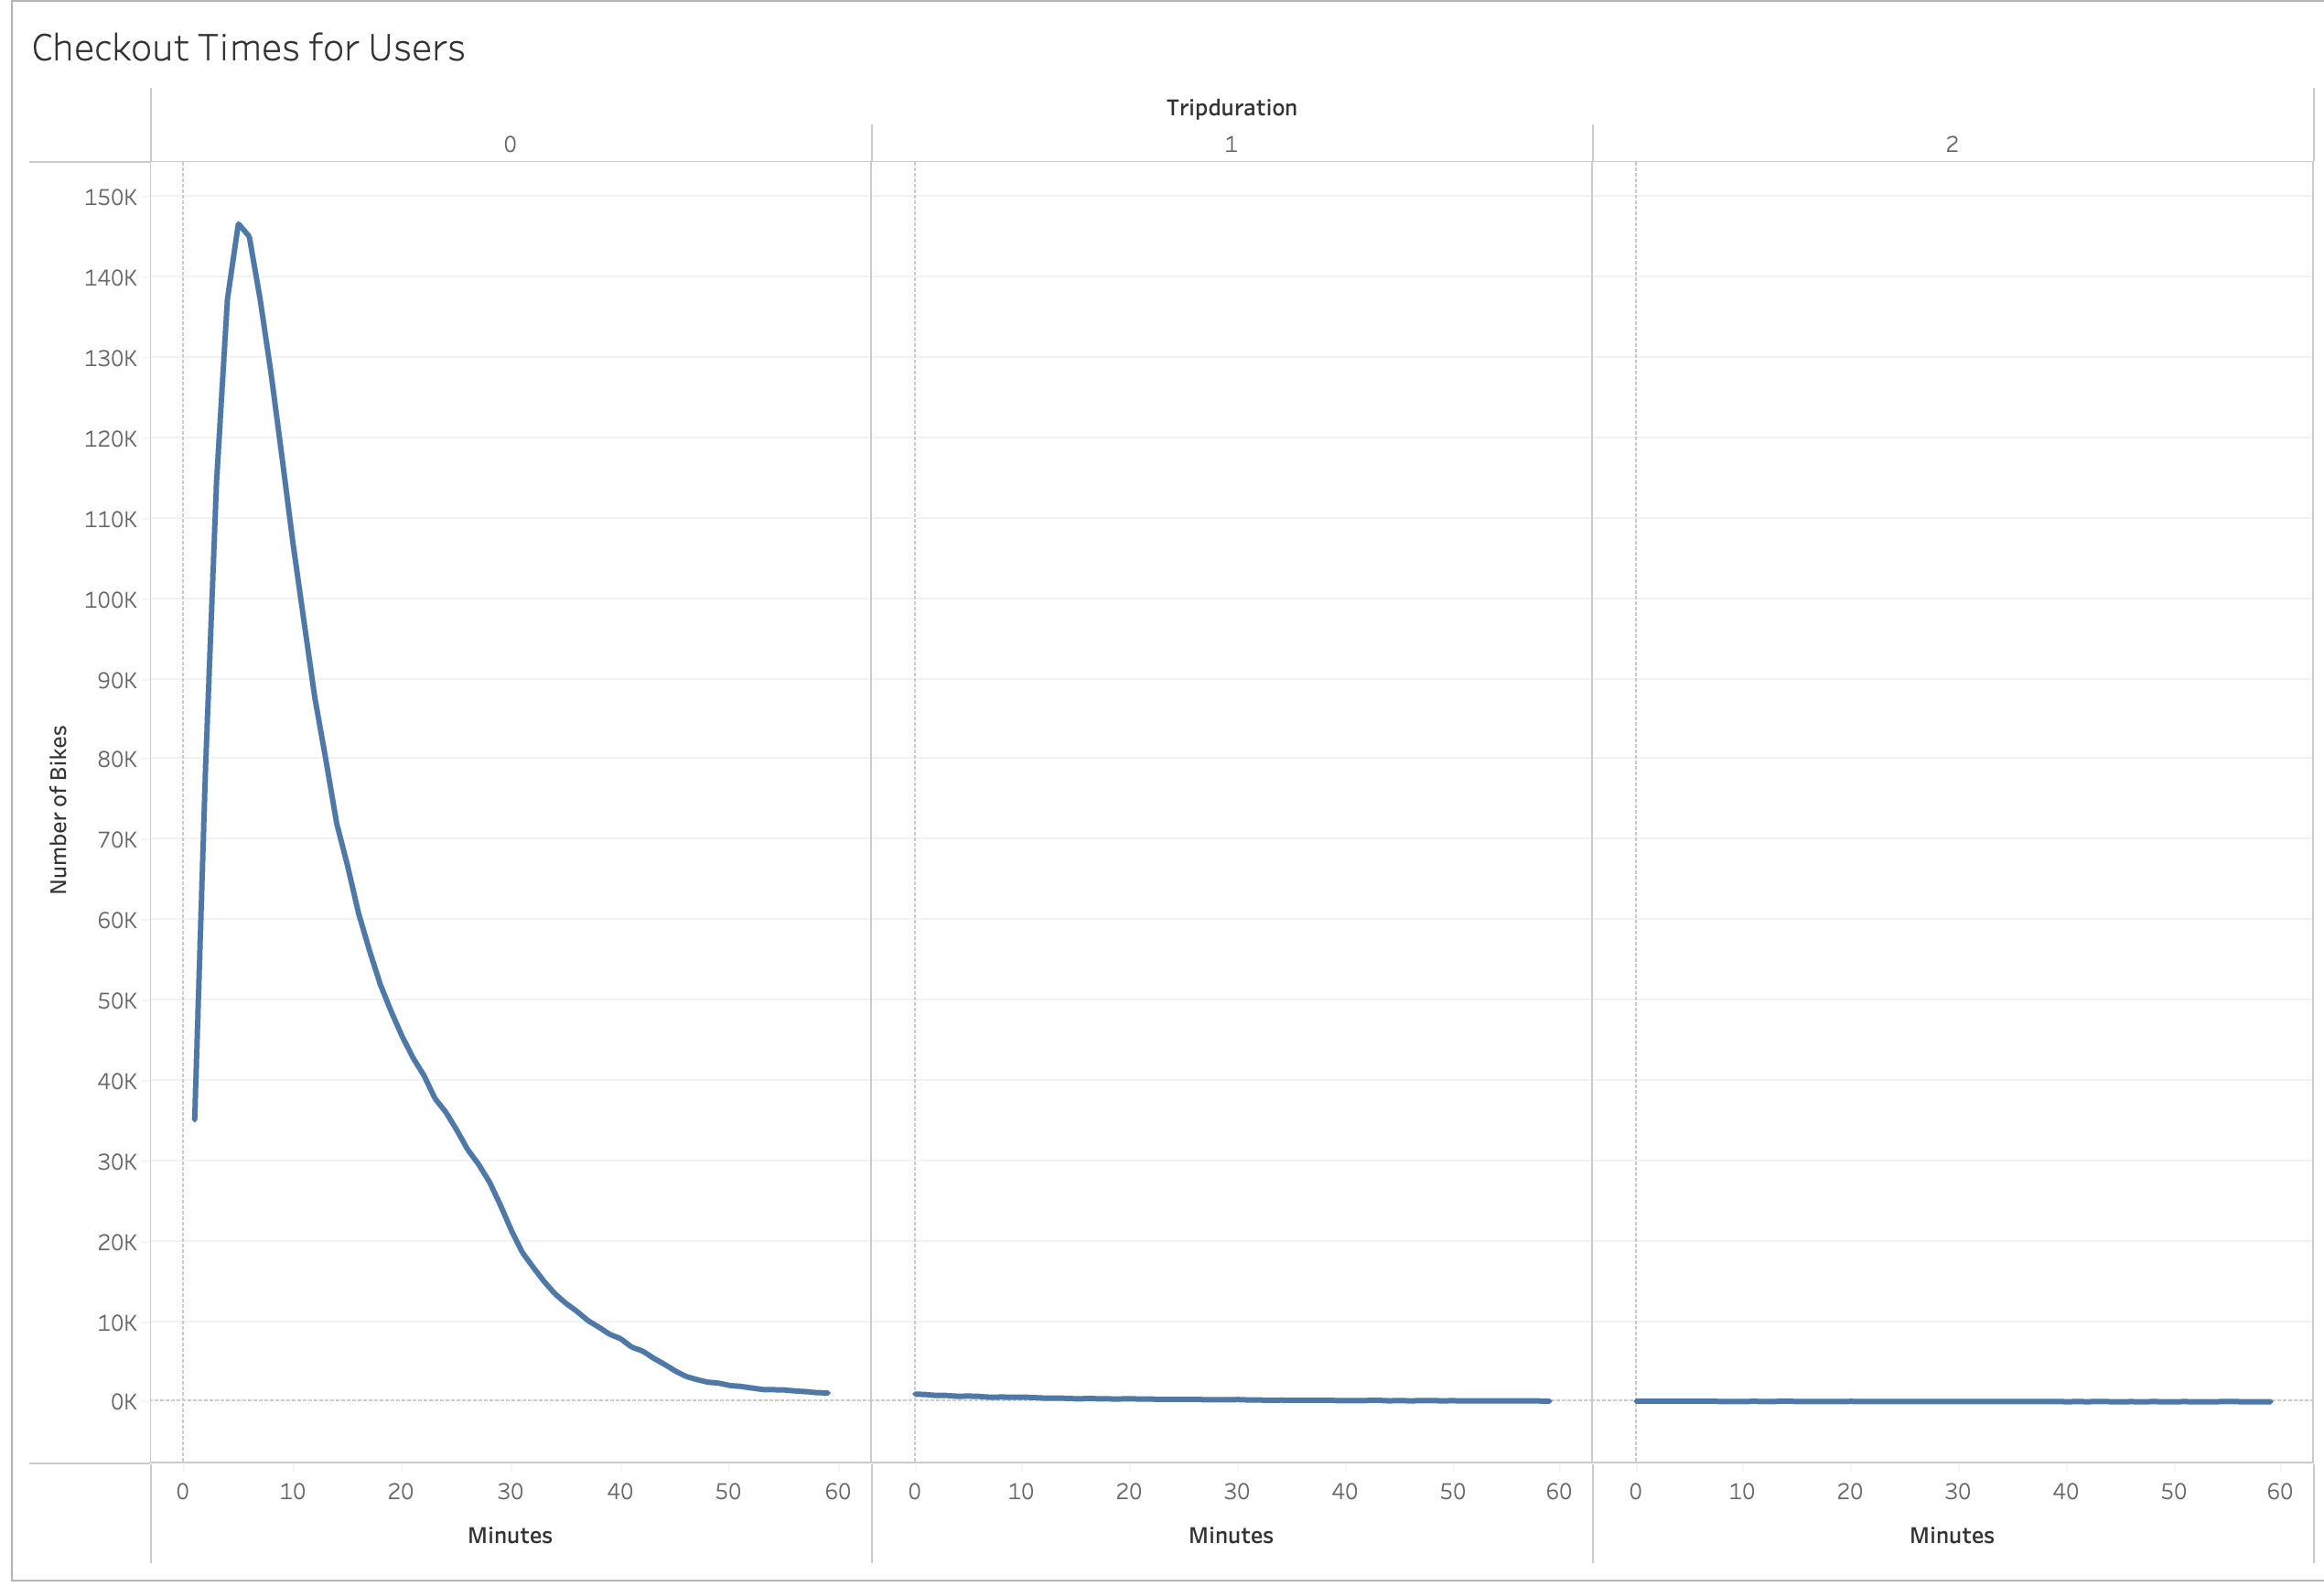 Checkout Times for Users
Tripduration
0 1 2
150K
140K
130K
120K
110K
100K
90K
80K
70K
60K
50K
40K
30K
20K
10K
0K
Number of Bikes
0 10 20 30 40 50 60 0 10 20 30 40 50 60 0 10 20 30 40 50 60
Minutes Minutes Minutes